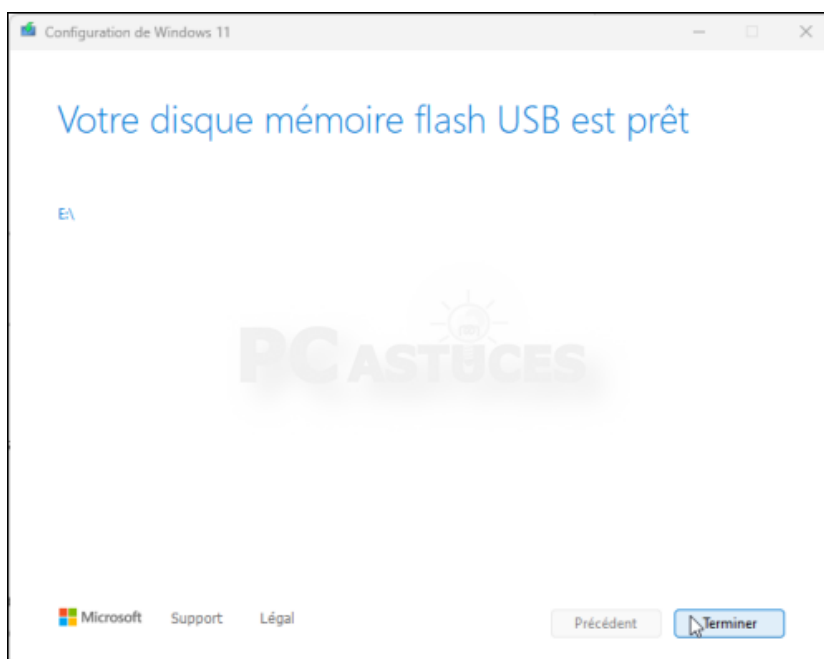 Configuration de Windows 11
Votre disque mémoire flash USB est prêt
E:\
PC ASTUCES
Microsoft Support Légal Précédent Terminer